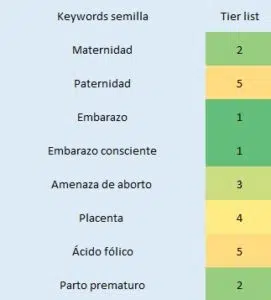 Keywords semilla Tier list
Maternidad 2
Paternidad 5
Embarazo 1
Embarazo consciente 1
Amenaza de aborto 3
Placenta 4
Ácido fólico 5
Parto prematuro 2